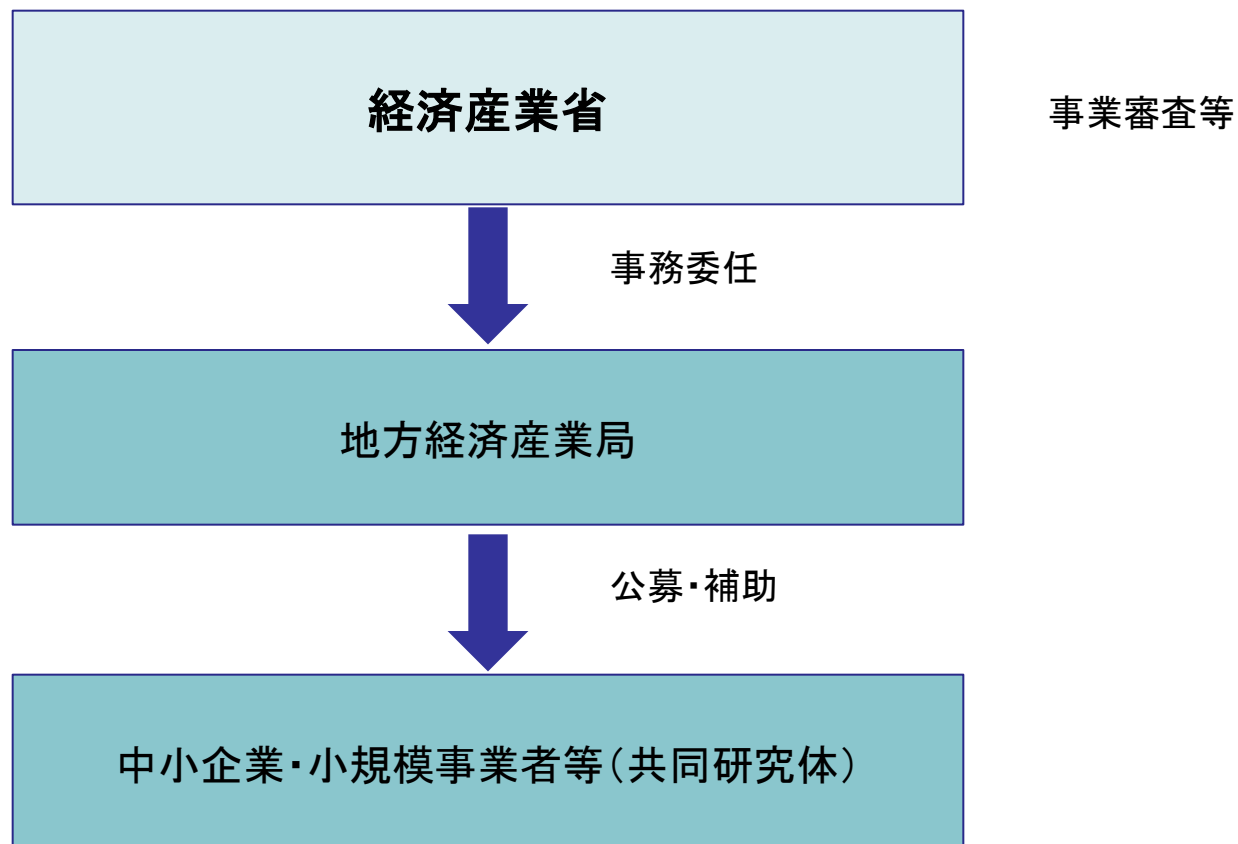 経済産業省
事業審査等
事務委任
地方経済産業局
公募・補助
中小企業・小規模事業者等（共同研究体）